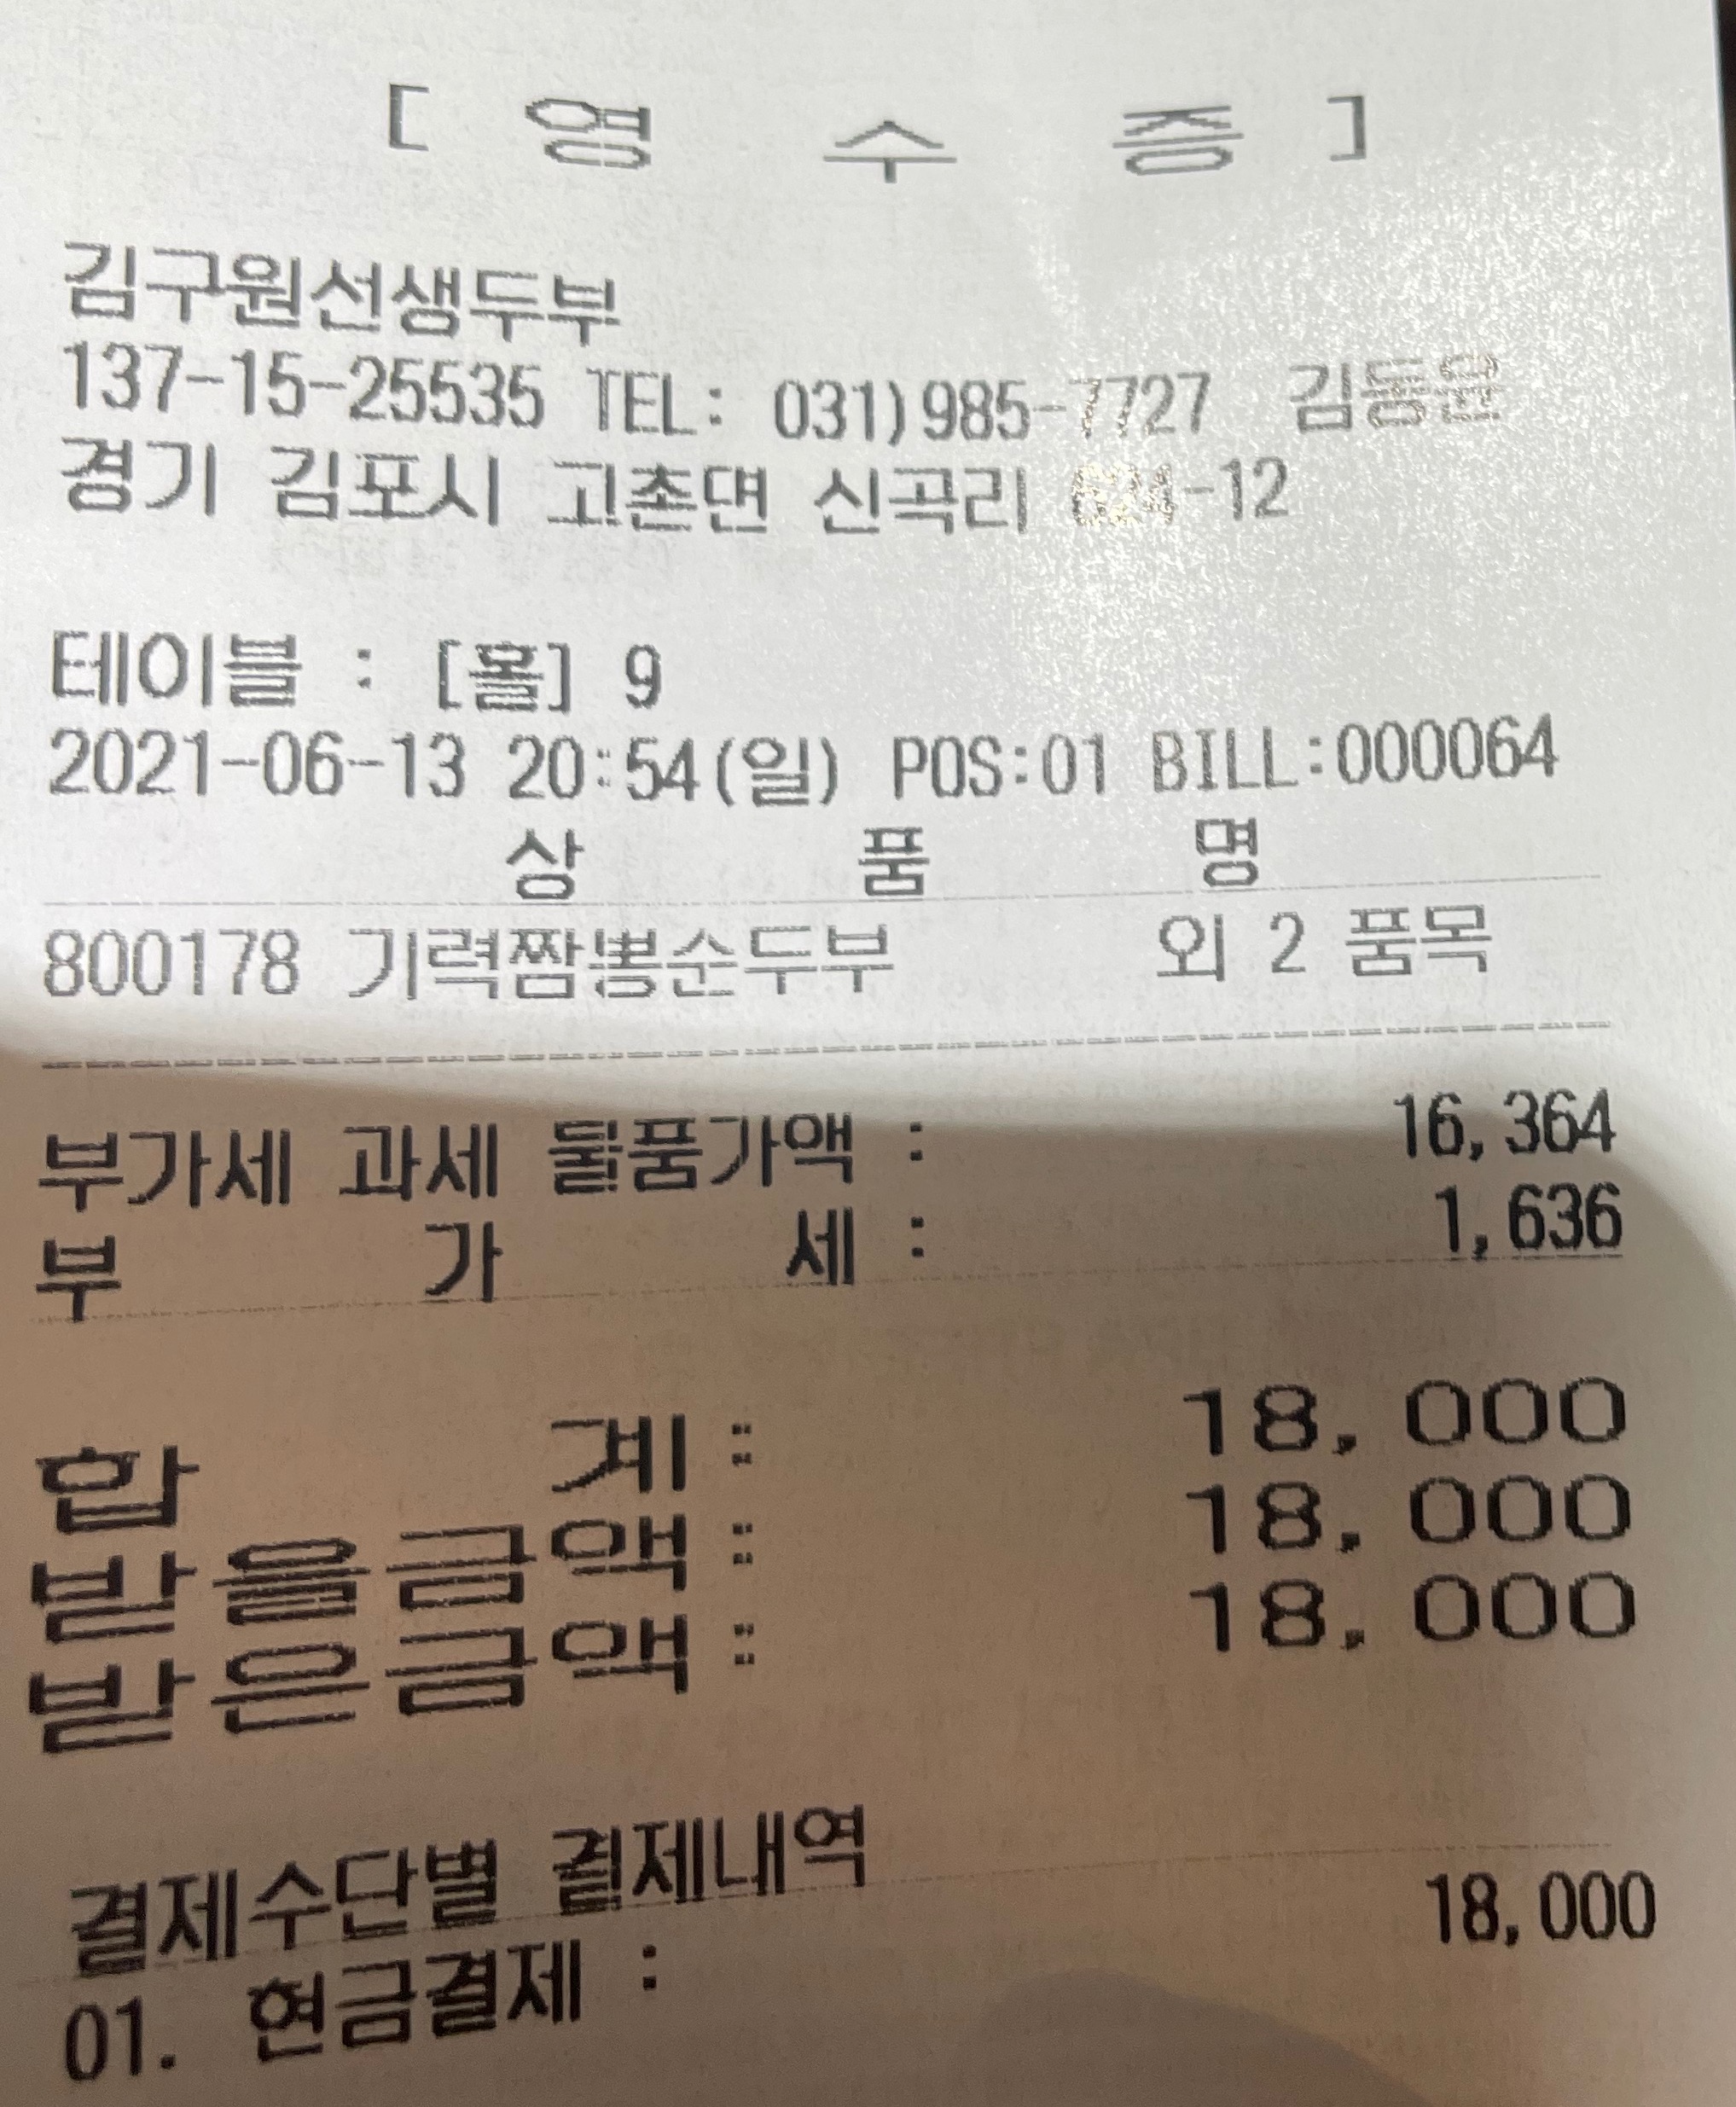 [ 영 수 증 ]
김구원선생두부
137-15-25535 TEL: 031)985-7727 김동윤
경기 김포시 고촌면 신곡리 -12
테이블 : [홀] 9
2021-06-13 20:54(일) POS:01 BILL:000064
상 품 명
800178 기력짬뽕순두부 외 2 품목
부가세 과세 물품가액 : 16,364
부 가 세 : 1,636
합 계 : 18,000
받을금액 : 18,000
받은금액 : 18,000
결제수단별 결제내역
01. 현금결제 : 18,000